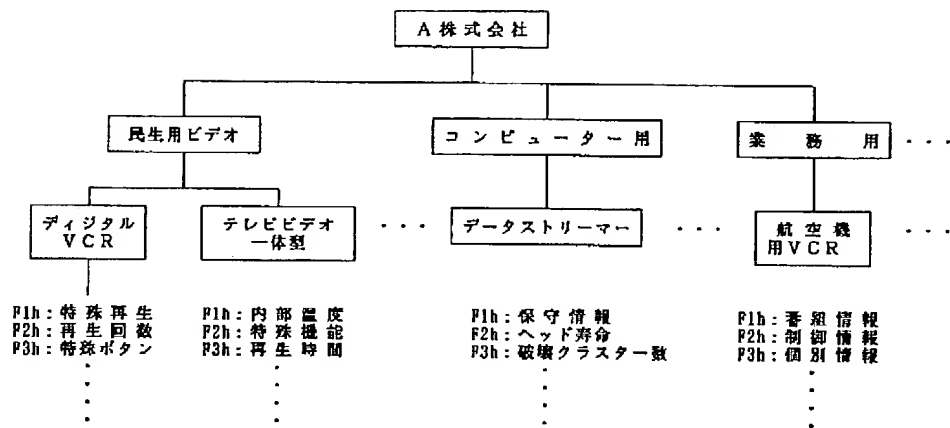 A株式会社
民生用ビデオ
コンピューター用
業務用
ディジタル
VCR
テレビビデオ
一体型
データストリーマー
航空機
用VCR
F1h:特殊再生
F2h:再生回数
F3h:特殊ボタン
F1h:内部温度
F2h:特殊機能
F3h:再生時間
F1h:保守情報
F2h:ヘッド寿命
F3h:破壊クラスター数
F1h:番組情報
F2h:制御情報
F3h:個別情報